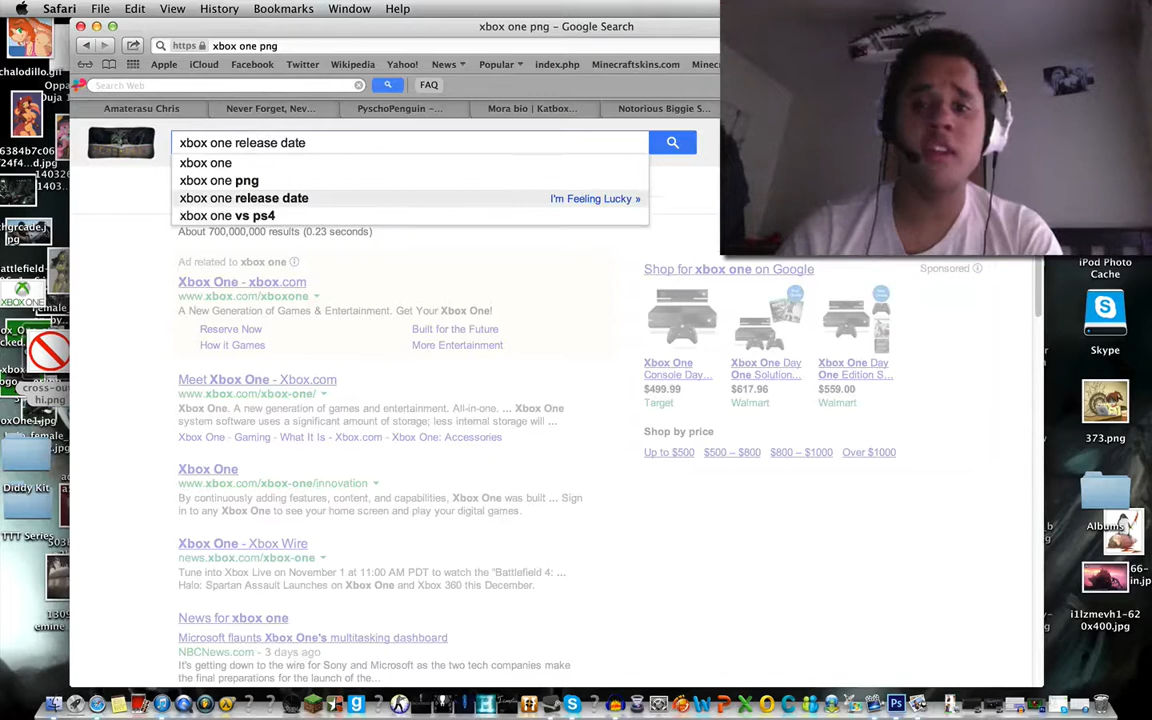 Safari File Edit View History Bookmarks Window Help
xbox one png – Google Search
https xbox one png
Apple iCloud Facebook Twitter Wikipedia Yahoo! News Popular index.php Minecraftskins.com
Search Web FAQ
Amaterasu Chris Never Forget, Nev... PyschoPenguin –... Mora bio | Katbox... Notorious Biggie S...
xbox one release date
xbox one
xbox one png
xbox one release date I'm Feeling Lucky »
xbox one vs ps4
About 700,000,000 results (0.23 seconds)
Ad related to xbox one
Xbox One - xbox.com
www.xbox.com/xboxone
A New Generation of Games & Entertainment. Get Your Xbox One!
Reserve Now Built for the Future
How it Games More Entertainment
Meet Xbox One - Xbox.com
www.xbox.com/xbox-one/
Xbox One. A new generation of games and entertainment. All-in-one. ... Xbox One
system software uses a significant amount of storage; less internal storage will ...
Xbox One - Gaming - What It Is - Xbox.com - Xbox One: Accessories
Xbox One
www.xbox.com/xbox-one/innovation
By continuously adding features, content, and capabilities, Xbox One was built ... Sign
in to any Xbox One to see your home screen and play your digital games.
Xbox One - Xbox Wire
news.xbox.com/xbox-one
Tune into Xbox Live on November 1 at 11:00 AM PDT to watch the "Battlefield 4: ...
Halo: Spartan Assault Launches on Xbox One and Xbox 360 this December.
News for xbox one
Microsoft flaunts Xbox One's multitasking dashboard
NBCNews.com - 3 days ago
It's getting down to the wire for Sony and Microsoft as the two tech companies make
the final preparations for the launch of the...
Shop for xbox one on Google Sponsored
Xbox One
Console Day...
$499.99
Target
Xbox One Day
One Solution...
$617.96
Walmart
Xbox One Day
One Edition S...
$559.00
Walmart
Shop by price
Up to $500 $500 – $800 $800 – $1000 Over $1000
chalodillo.gif
XBOX ONE
cross-out
hi.png
Diddy Kit
TTT Series
iPod Photo
Cache
Skype
373.png
Albums
i1lzmevh1-62
0x400.jpg